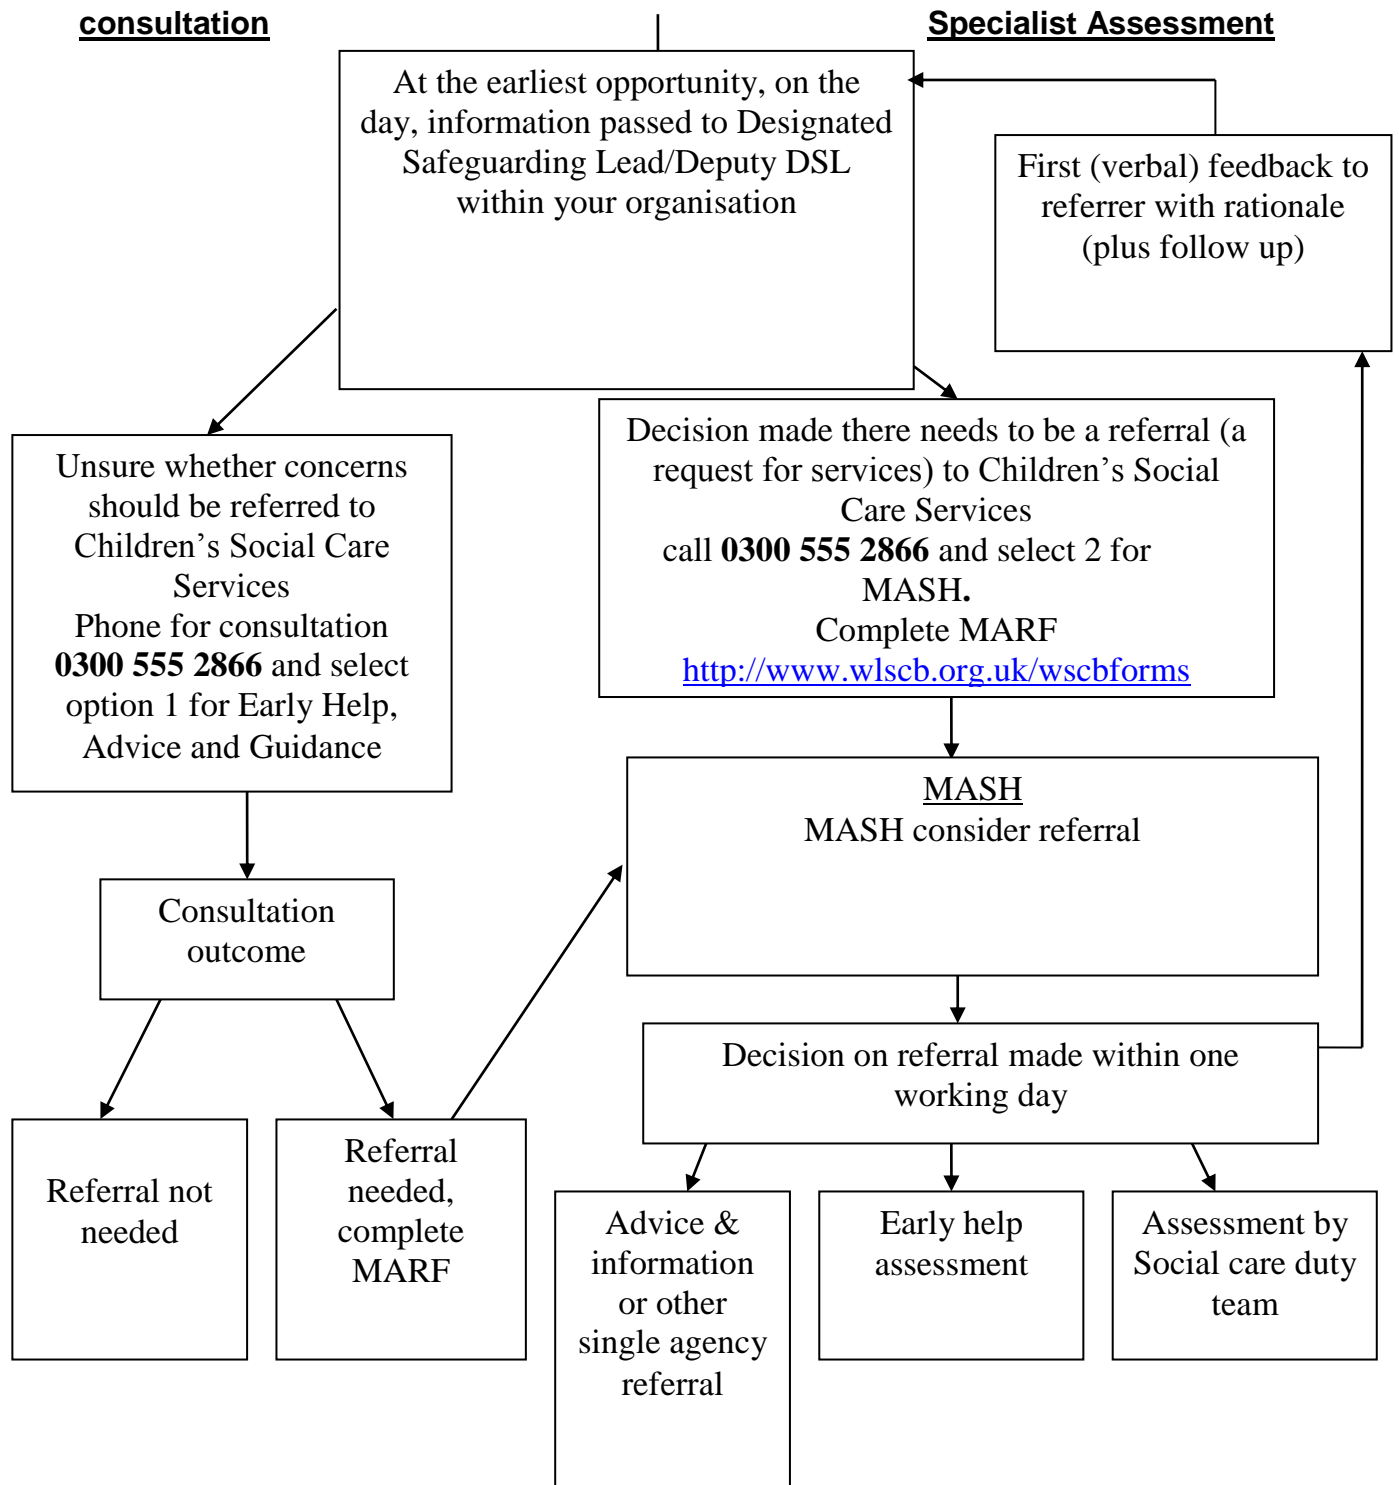 consultation
Specialist Assessment
At the earliest opportunity, on the
day, information passed to Designated
Safeguarding Lead/Deputy DSL
within your organisation
First (verbal) feedback to
referrer with rationale
(plus follow up)
Unsure whether concerns
should be referred to
Children’s Social Care
Services
Phone for consultation
0300 555 2866 and select
option 1 for Early Help,
Advice and Guidance
Decision made there needs to be a referral (a
request for services) to Children’s Social
Care Services
call 0300 555 2866 and select 2 for
MASH.
Complete MARF
http://www.wlscb.org.uk/wscbforms
MASH
MASH consider referral
Consultation
outcome
Decision on referral made within one
working day
Referral not
needed
Referral
needed,
complete
MARF
Advice &
information
or other
single agency
referral
Early help
assessment
Assessment by
Social care duty
team